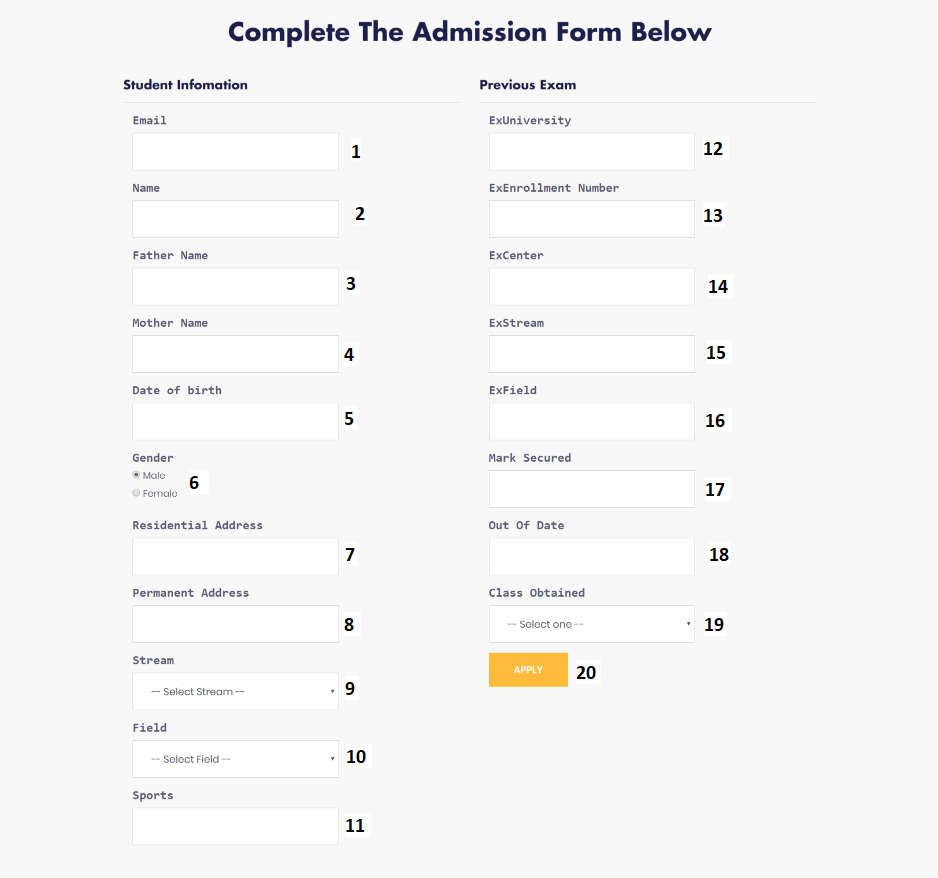 Complete The Admission Form Below
Student Infomation
Email
1
Name
2
Father Name
3
Mother Name
4
Date of birth
5
Gender
Male
6
Female
Residential Address
7
Permanent Address
8
Stream
-- Select Stream --
9
Field
-- Select Field --
10
Sports
11
Previous Exam
ExUniversity
12
ExEnrollment Number
13
ExCenter
14
ExStream
15
ExField
16
Mark Secured
17
Out Of Date
18
Class Obtained
-- Select one --
19
APPLY
20